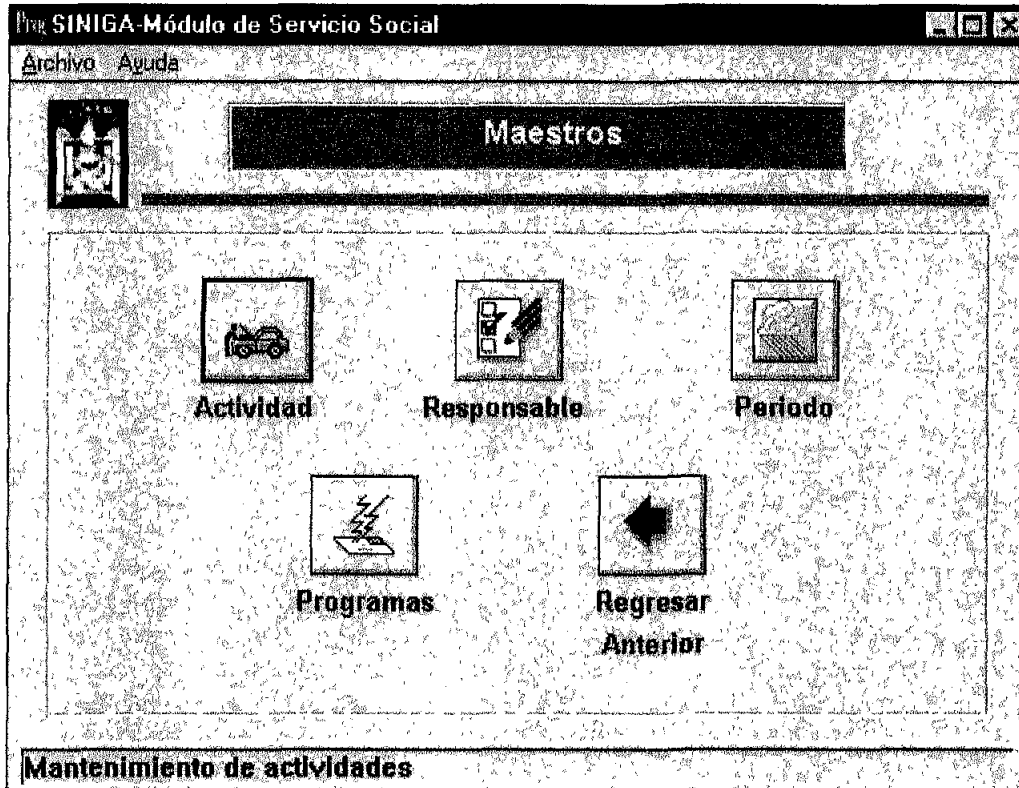 SINIGA-Módulo de Servicio Social
Archivo Ayuda
Maestros
Actividad Responsable Periodo
Programas Regresar
Anterior
Mantenimiento de actividades